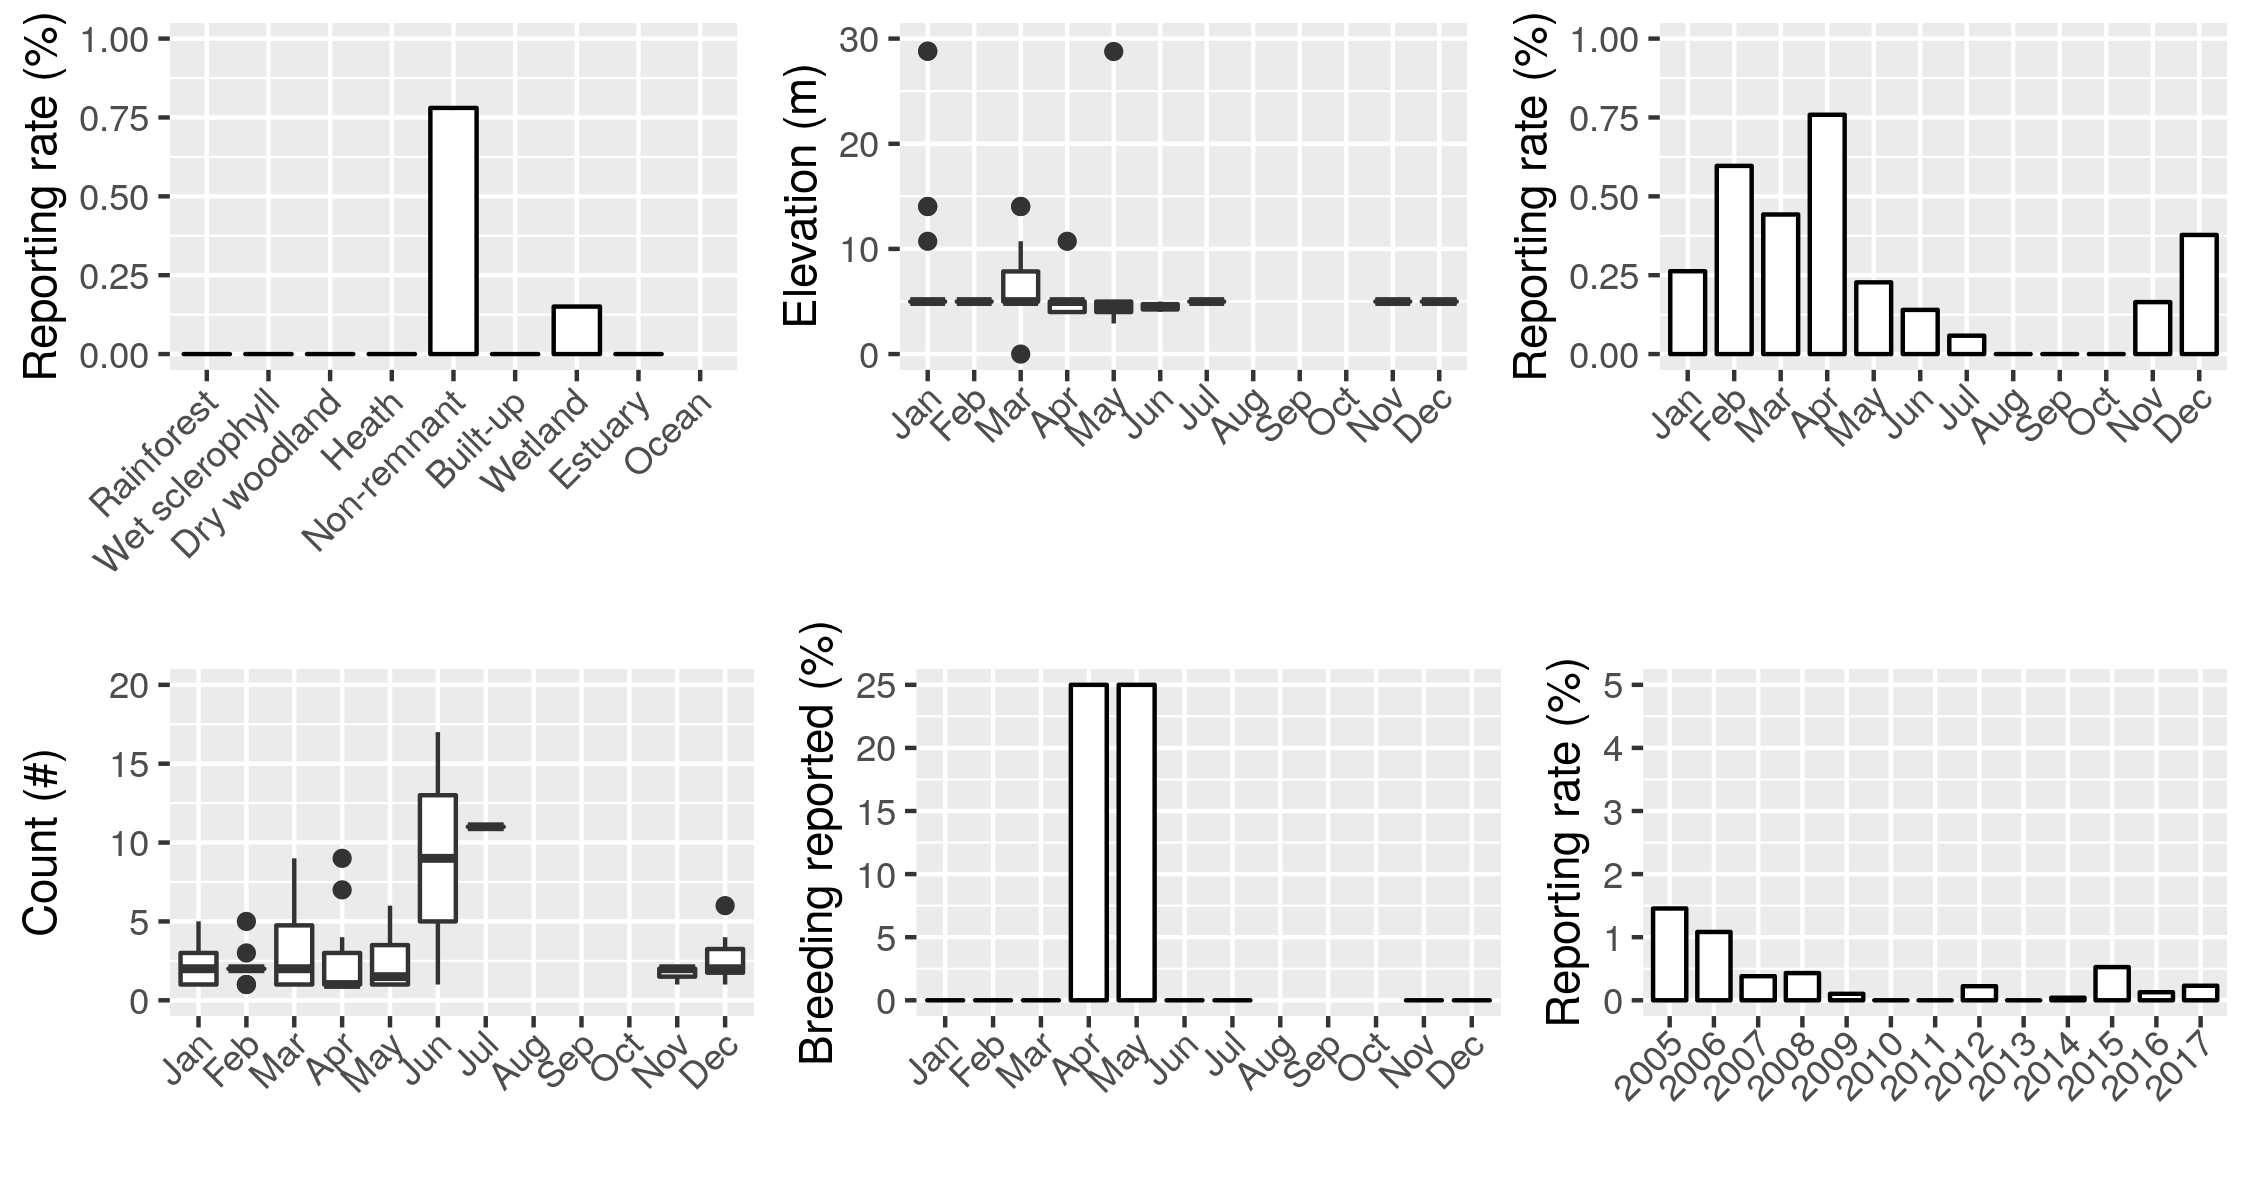 Reporting rate (%)
1.00
0.75
0.50
0.25
0.00
Rainforest
Wet sclerophyll
Dry woodland
Heath
Non-remnant
Built-up
Wetland
Estuary
Ocean
Elevation (m)
30
20
10
0
Jan
Feb
Mar
Apr
May
Jun
Jul
Aug
Sep
Oct
Nov
Dec
Reporting rate (%)
1.00
0.75
0.50
0.25
0.00
Jan
Feb
Mar
Apr
May
Jun
Jul
Aug
Sep
Oct
Nov
Dec
Count (#)
20
15
10
5
0
Jan
Feb
Mar
Apr
May
Jun
Jul
Aug
Sep
Oct
Nov
Dec
Breeding reported (%)
25
20
15
10
5
0
Jan
Feb
Mar
Apr
May
Jun
Jul
Aug
Sep
Oct
Nov
Dec
Reporting rate (%)
5
4
3
2
1
0
2005
2006
2007
2008
2009
2010
2011
2012
2013
2014
2015
2016
2017